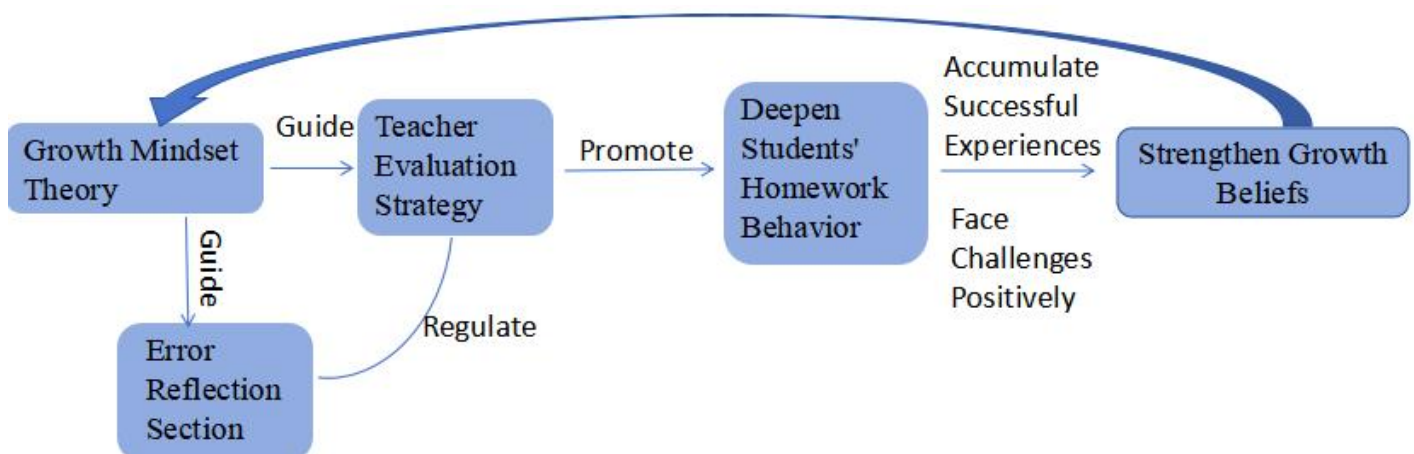 Growth Mindset
Theory
Guide
Teacher
Evaluation
Strategy
Promote
Deepen
Students'
Homework
Behavior
Accumulate
Successful
Experiences
Face
Challenges
Positively
Strengthen Growth
Beliefs
Guide
Error
Reflection
Section
Regulate